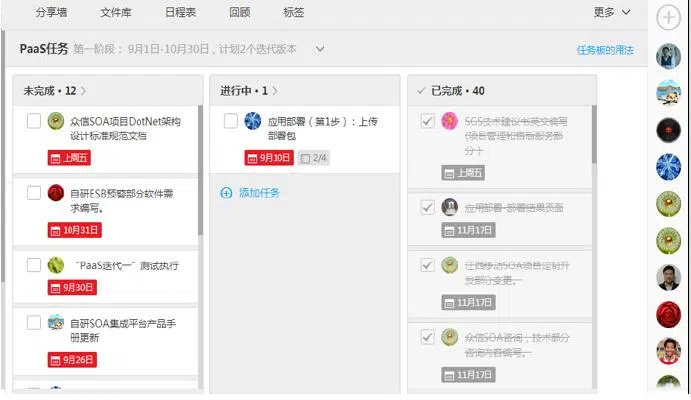 分享墙 文件库 日程表 回顾 标签 更多
PaaS任务 第一阶段： 9月1日-10月30日，计划2个迭代版本 任务板的用法
未完成 • 12
众信SOA项目DotNet架构
设计标准规范文档
上周五
自研ESB预警部分软件需
求编写。
10月31日
“PaaS迭代一”测试执行
9月30日
自研SOA集成平台产品手
册更新
9月26日
进行中 • 1
应用部署（第1步）: 上传
部署包
9月10日 2/4
添加任务
已完成 • 40
SGS技术建议书英文编写
(项目管理和售后服务部
分 )
上周五
应用部署-部署结果页面
11月17日
江西移动SOA项目定制开
发部分变更。
11月17日
众信SOA咨询，技术部分
咨询内容编写。
11月17日